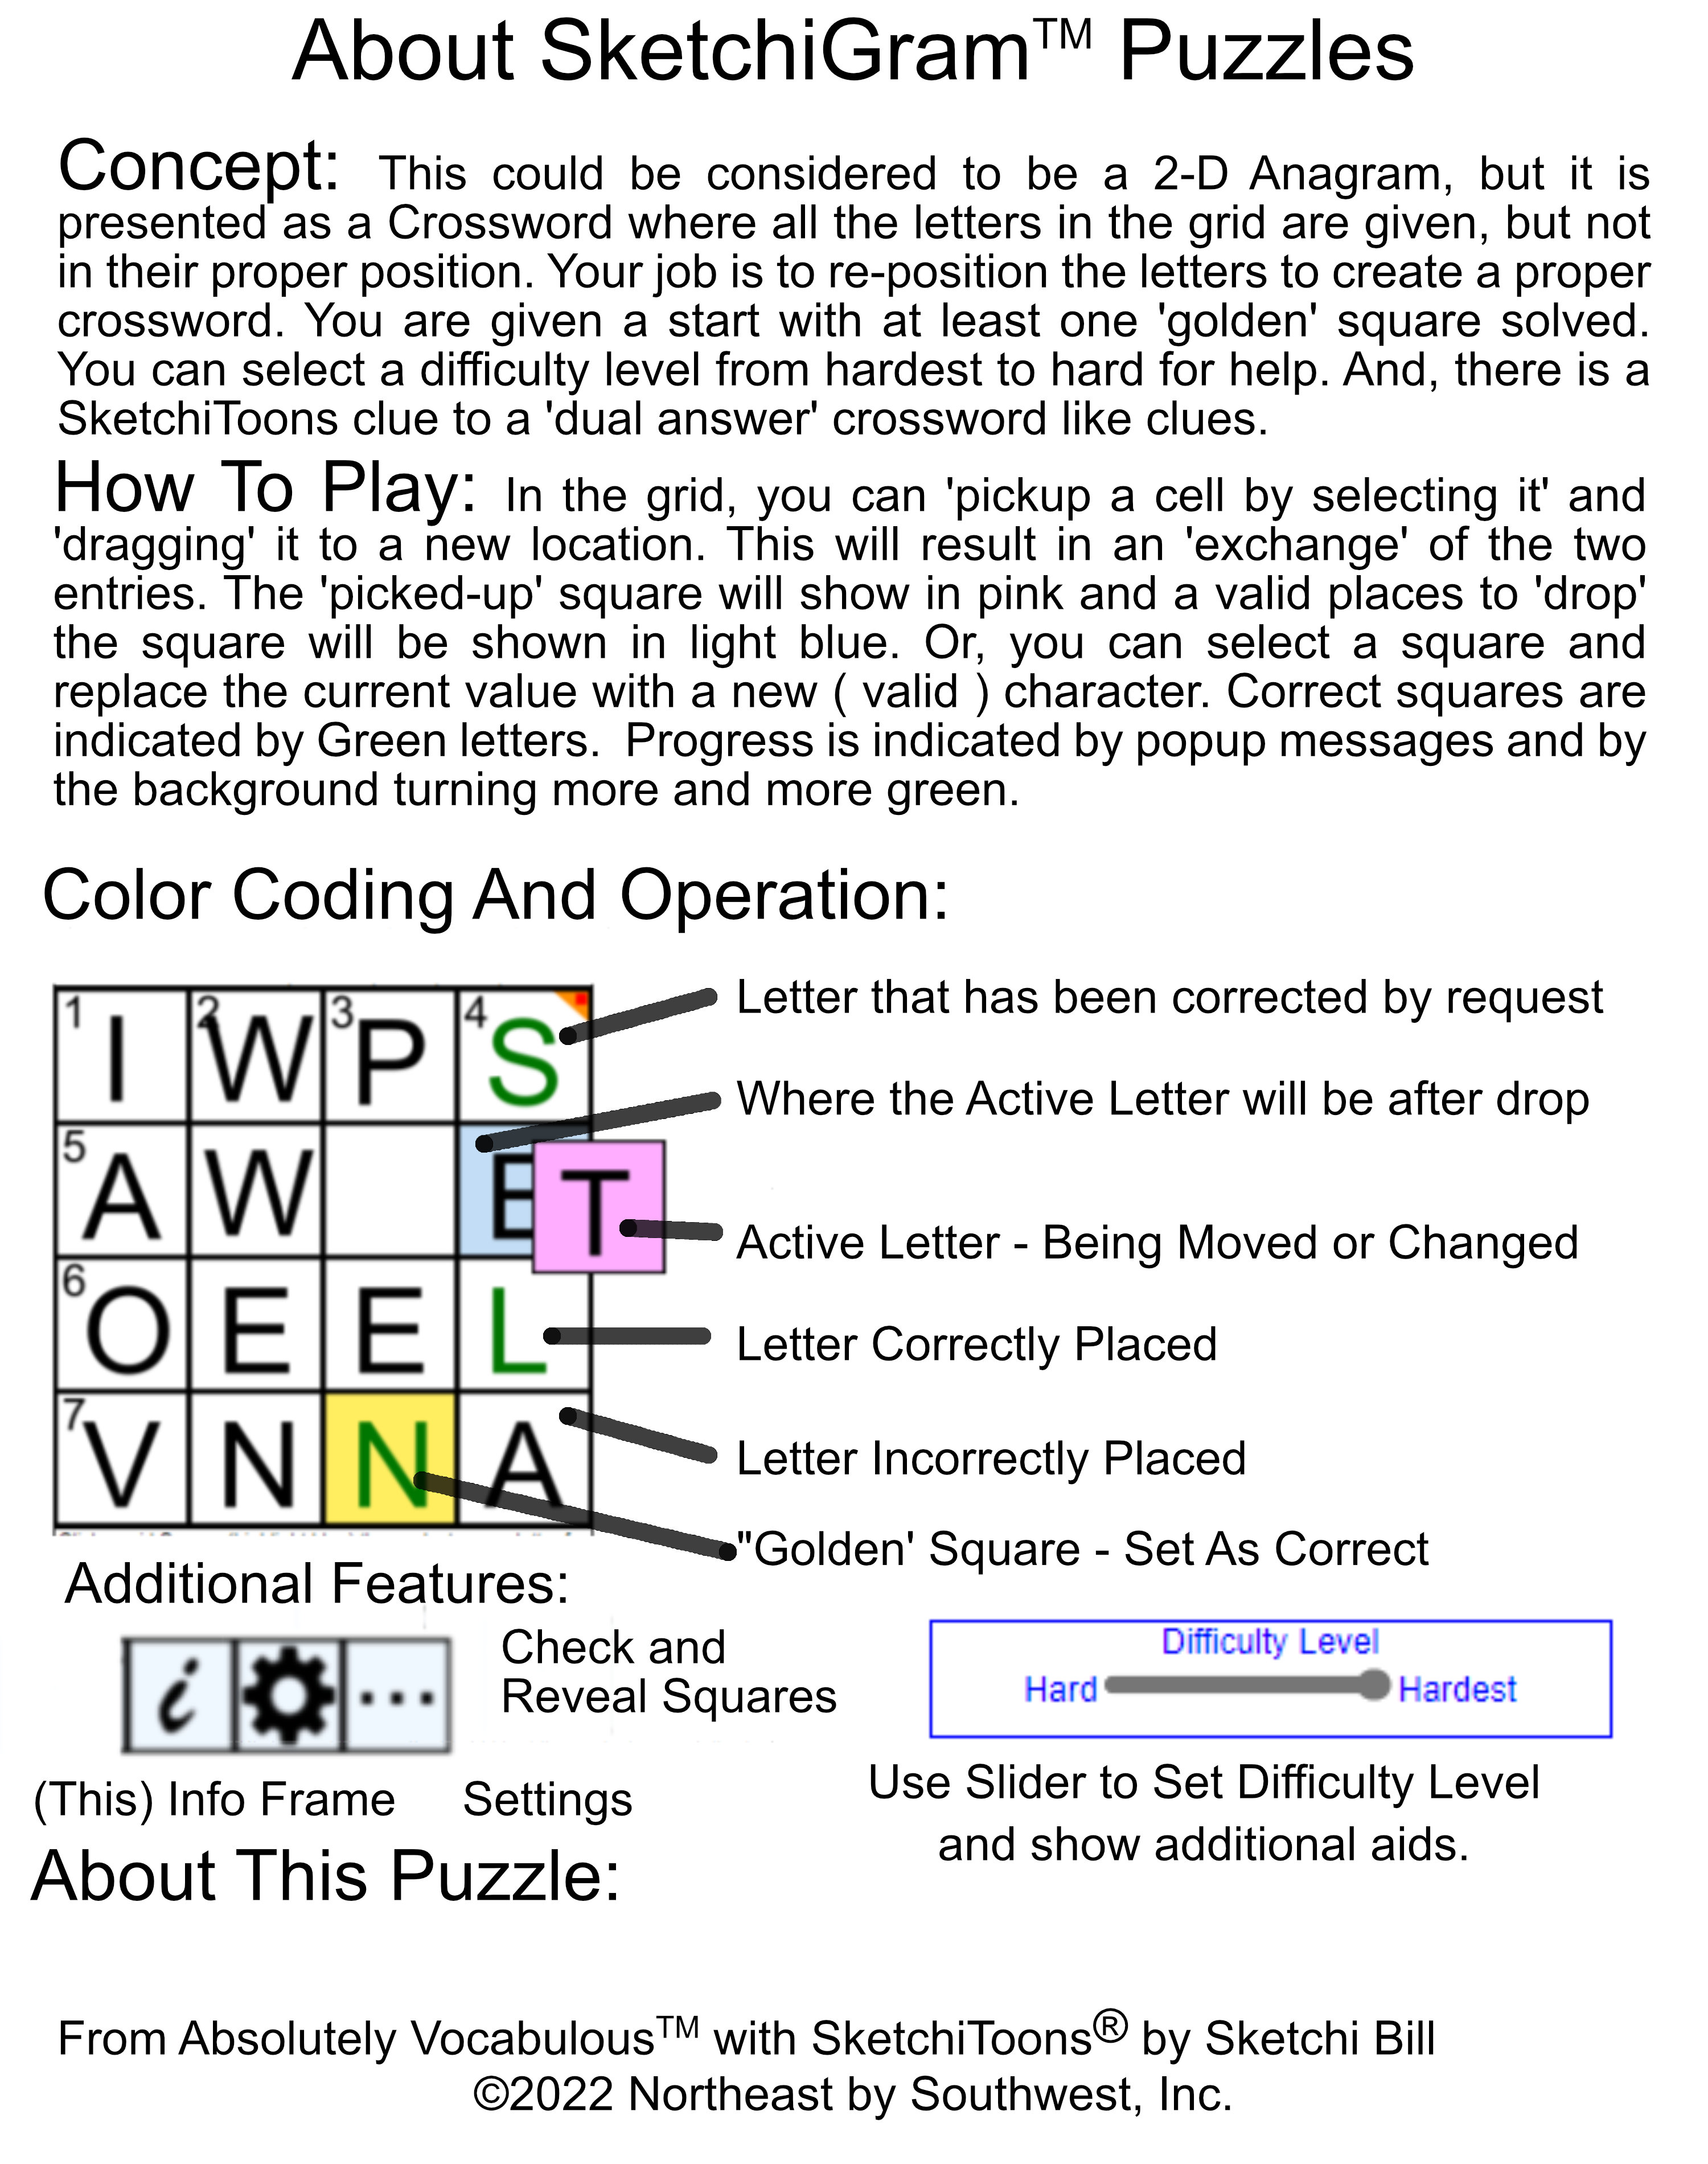 About SketchiGram™ Puzzles
Concept: This could be considered to be a 2-D Anagram, but it is
presented as a Crossword where all the letters in the grid are given, but not
in their proper position. Your job is to re-position the letters to create a proper
crossword. You are given a start with at least one 'golden' square solved.
You can select a difficulty level from hardest to hard for help. And, there is a
SketchiToons clue to a 'dual answer' crossword like clues.
How To Play: In the grid, you can 'pickup a cell by selecting it' and
'dragging' it to a new location. This will result in an 'exchange' of the two
entries. The 'picked-up' square will show in pink and a valid places to 'drop'
the square will be shown in light blue. Or, you can select a square and
replace the current value with a new ( valid ) character. Correct squares are
indicated by Green letters. Progress is indicated by popup messages and by
the background turning more and more green.
Color Coding And Operation:
1 I 2 W 3 P 4 S
Letter that has been corrected by request
Where the Active Letter will be after drop
5 A W E T
Active Letter - Being Moved or Changed
6 O E E L
Letter Correctly Placed
7 V N N A
Letter Incorrectly Placed
"Golden' Square - Set As Correct
Additional Features:
i ...
Check and
Reveal Squares
Difficulty Level
Hard Hardest
(This) Info Frame Settings
Use Slider to Set Difficulty Level
and show additional aids.
About This Puzzle:
From Absolutely Vocabulous™ with SketchiToons® by Sketchi Bill
©2022 Northeast by Southwest, Inc.